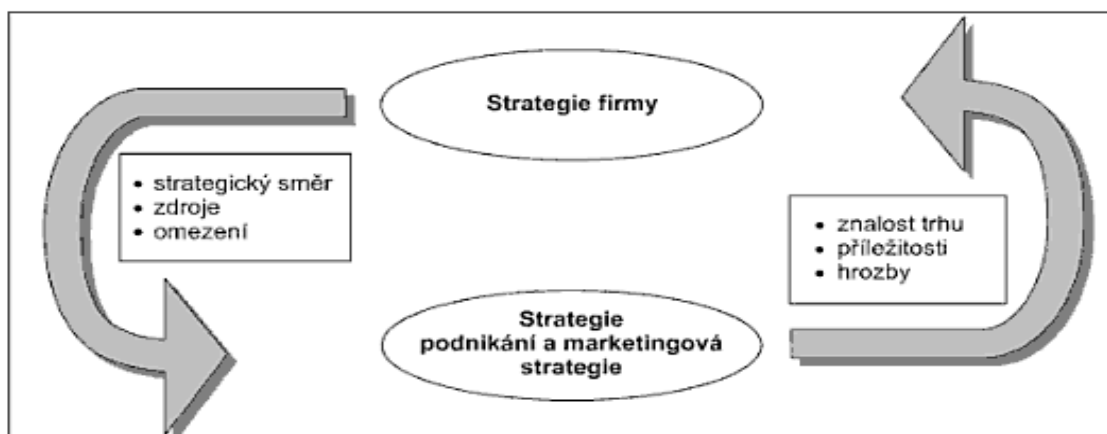 Strategie firmy
• strategický směr
• zdroje
• omezení
• znalost trhu
• příležitosti
• hrozby
Strategie
podnikání a marketingová
strategie